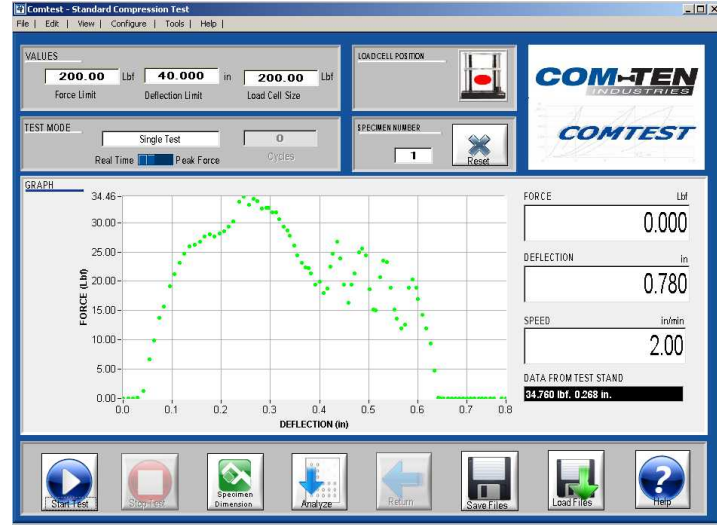 Comtest - Standard Compression Test
File | Edit | View | Configure | Tools | Help |
VALUES
200.00 Lbf 40.000 in 200.00 Lbf
Force Limit Deflection Limit Load Cell Size
LOAD CELL POSITION
COM-TEN
INDUSTRIES
COMTEST
TEST MODE
Single Test
Real Time Peak Force
0
Cycles
SPECIMEN NUMBER
1
Reset
GRAPH
34.46
30.00
25.00
20.00
15.00
10.00
5.00
0.00
FORCE (Lbf)
0.0 0.1 0.2 0.3 0.4 0.5 0.6 0.7 0.8
DEFLECTION (in)
FORCE Lbf
0.000
DEFLECTION in
0.780
SPEED in/min
2.00
DATA FROM TEST STAND
34.760 lbf. 0.268 in.
Start Test
Stop Test
Specimen
Dimension
Analyze
Return
Save Files
Load Files
Help